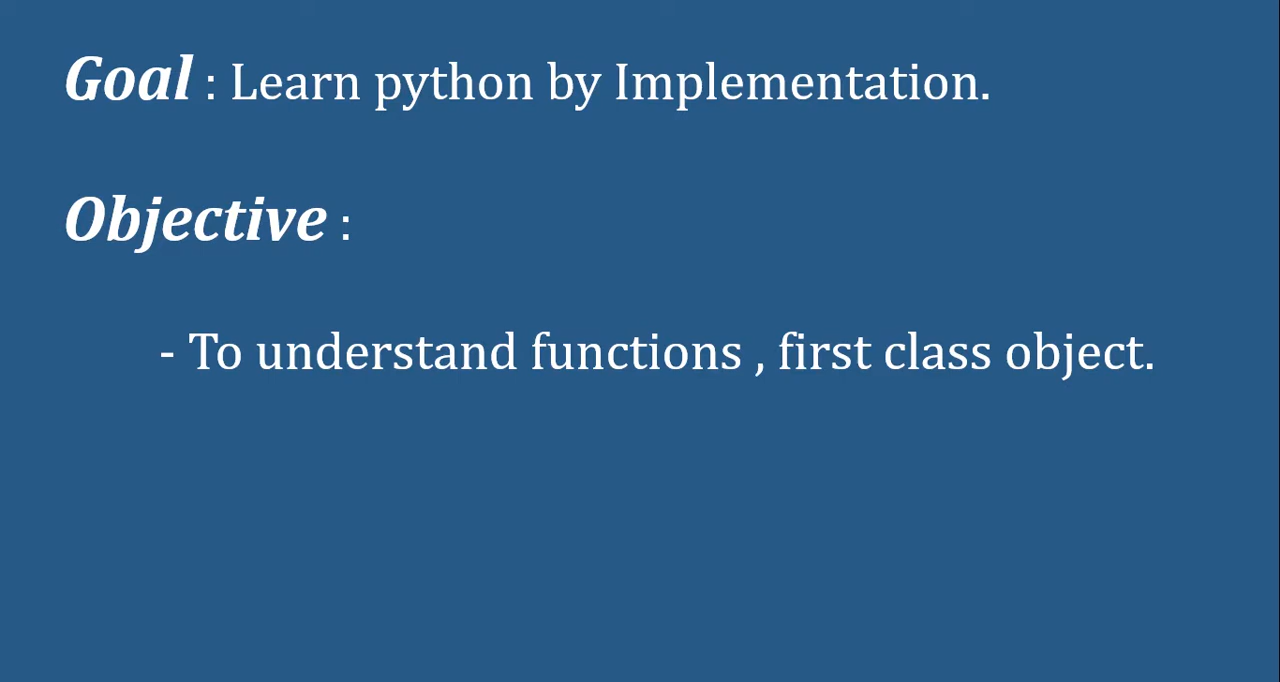 Goal : Learn python by Implementation.
Objective :
- To understand functions , first class object.